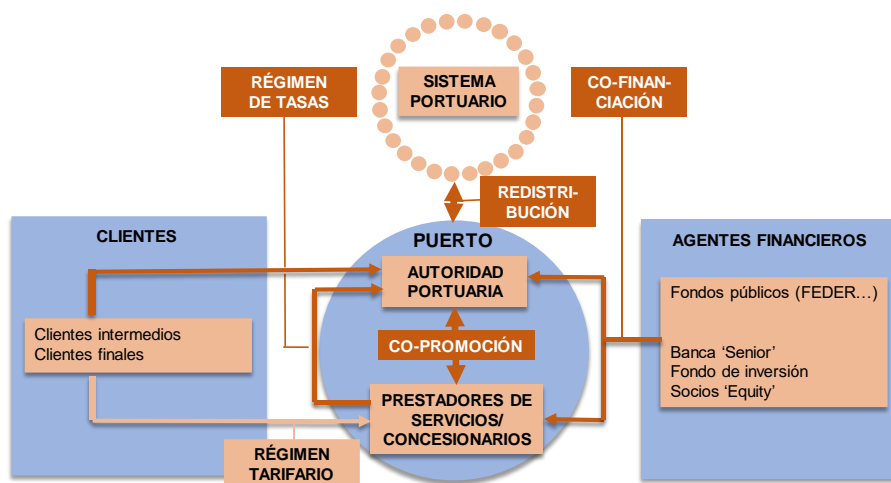 RÉGIMEN
DE TASAS
SISTEMA
PORTUARIO
CO-FINAN-
CIACIÓN
REDISTRI-
BUCIÓN
CLIENTES
PUERTO
AGENTES FINANCIEROS
AUTORIDAD
PORTUARIA
Fondos públicos (FEDER...)
Clientes intermedios
Clientes finales
CO-PROMOCIÓN
Banca ‘Senior’
Fondo de inversión
Socios ‘Equity’
PRESTADORES DE
SERVICIOS/
CONCESIONARIOS
RÉGIMEN
TARIFARIO